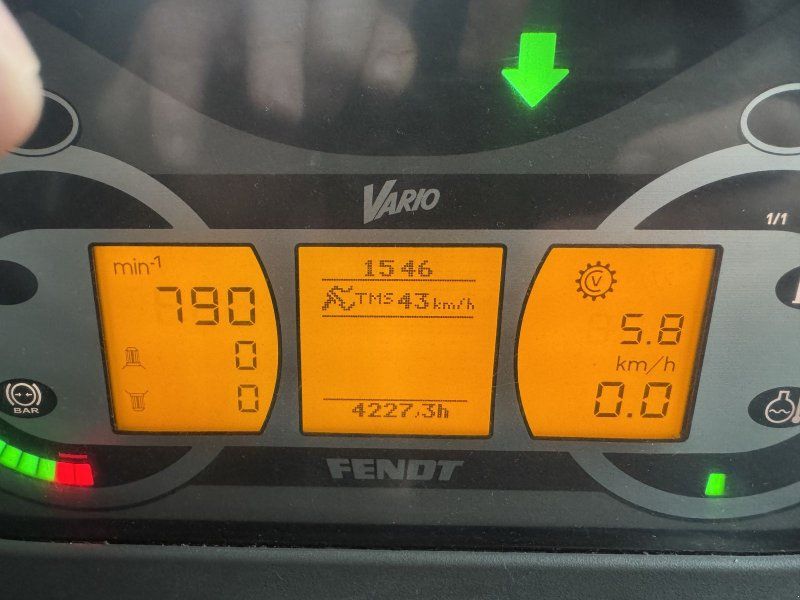 VARIO
1/1
min-1
790
0
0
BAR
1546
TMS 43 km/h
4227,3h
CV
5.8
km/h
0.0
FENDT